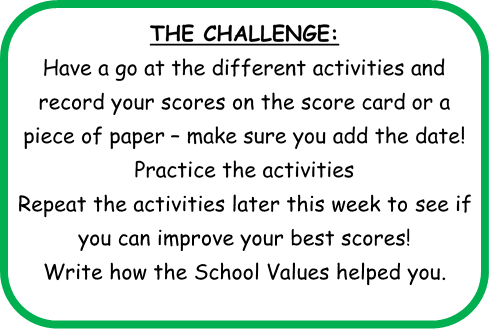 THE CHALLENGE:
Have a go at the different activities and
record your scores on the score card or a
piece of paper – make sure you add the date!
Practice the activities
Repeat the activities later this week to see if
you can improve your best scores!
Write how the School Values helped you.